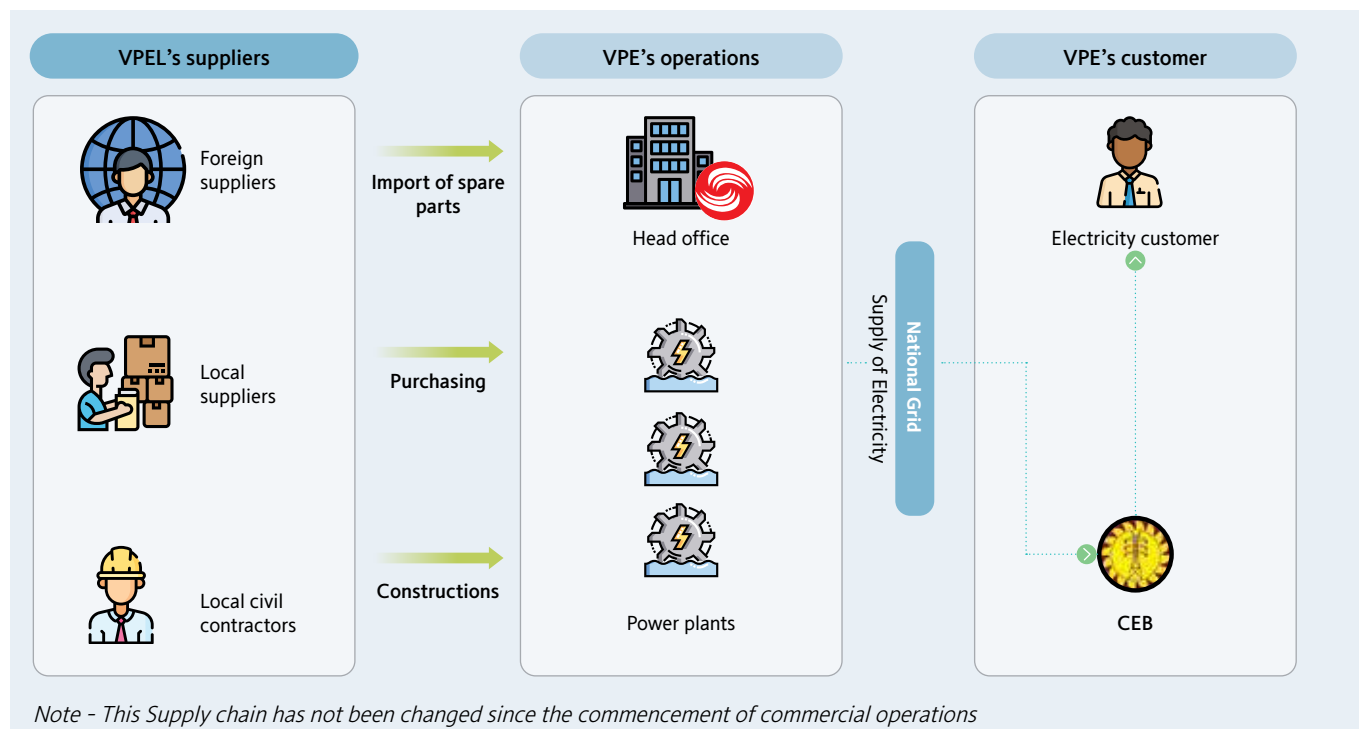 VPEL's suppliers
VPE's operations
VPE's customer
Foreign
suppliers
Import of spare
parts
Head office
Electricity customer
Local
suppliers
Purchasing
Supply of Electricity
National Grid
Local civil
contractors
Constructions
Power plants
CEB
Note - This Supply chain has not been changed since the commencement of commercial operations